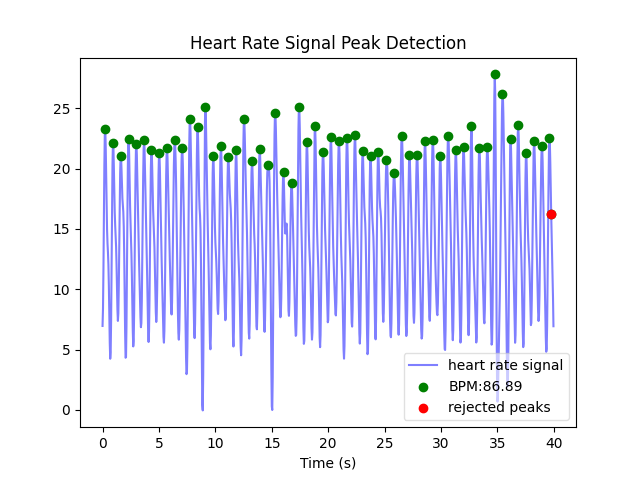 Heart Rate Signal Peak Detection
25
20
15
10
5
0
heart rate signal
BPM:86.89
rejected peaks
0 5 10 15 20 25 30 35 40
Time (s)